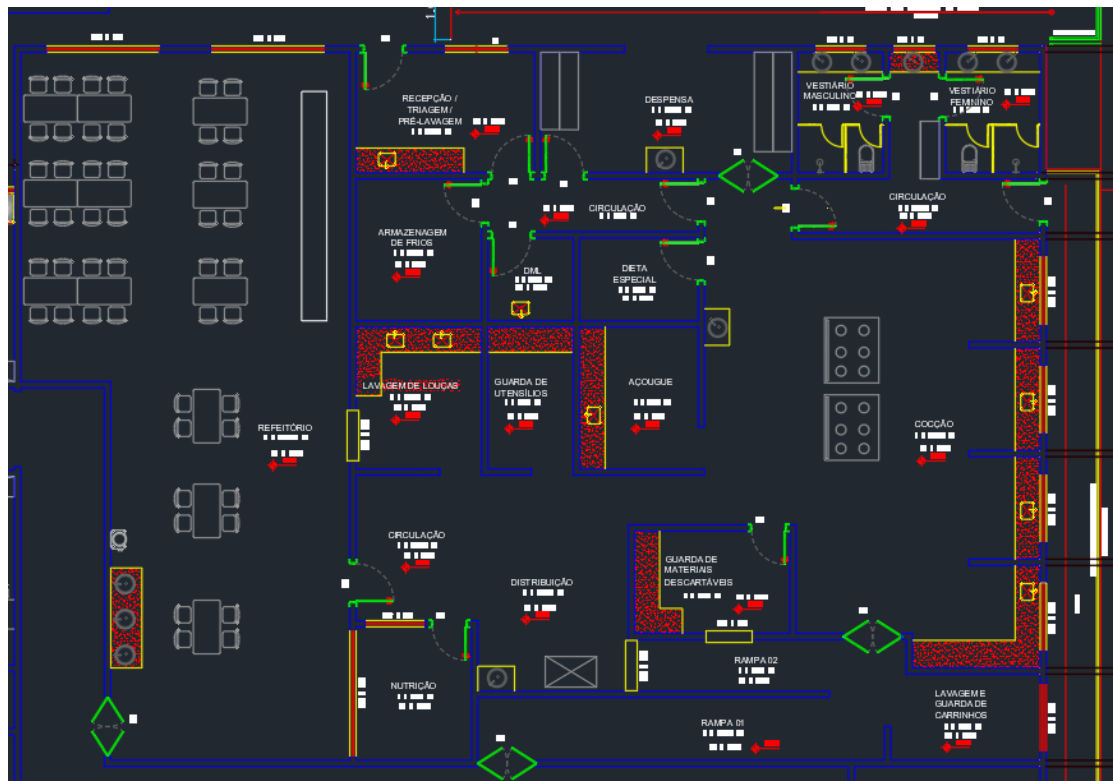 RECEPÇÃO /
TRIAGEM /
PRÉ-LAVAGEM
DESPENSA
VESTIÁRIO
MASCULINO
VESTIÁRIO
FEMININO
ARMAZENAGEM
DE FRIOS
CIRCULAÇÃO
CIRCULAÇÃO
DML
DIETA
ESPECIAL
LAVAGEM DE LOUÇAS
GUARDA DE
UTENSÍLIOS
AÇOUGUE
REFEITÓRIO
COCÇÃO
CIRCULAÇÃO
DISTRIBUIÇÃO
GUARDA DE
MATERIAIS
DESCARTÁVEIS
NUTRIÇÃO
RAMPA 02
RAMPA 01
LAVAGEM E
GUARDA DE
CARRINHOS